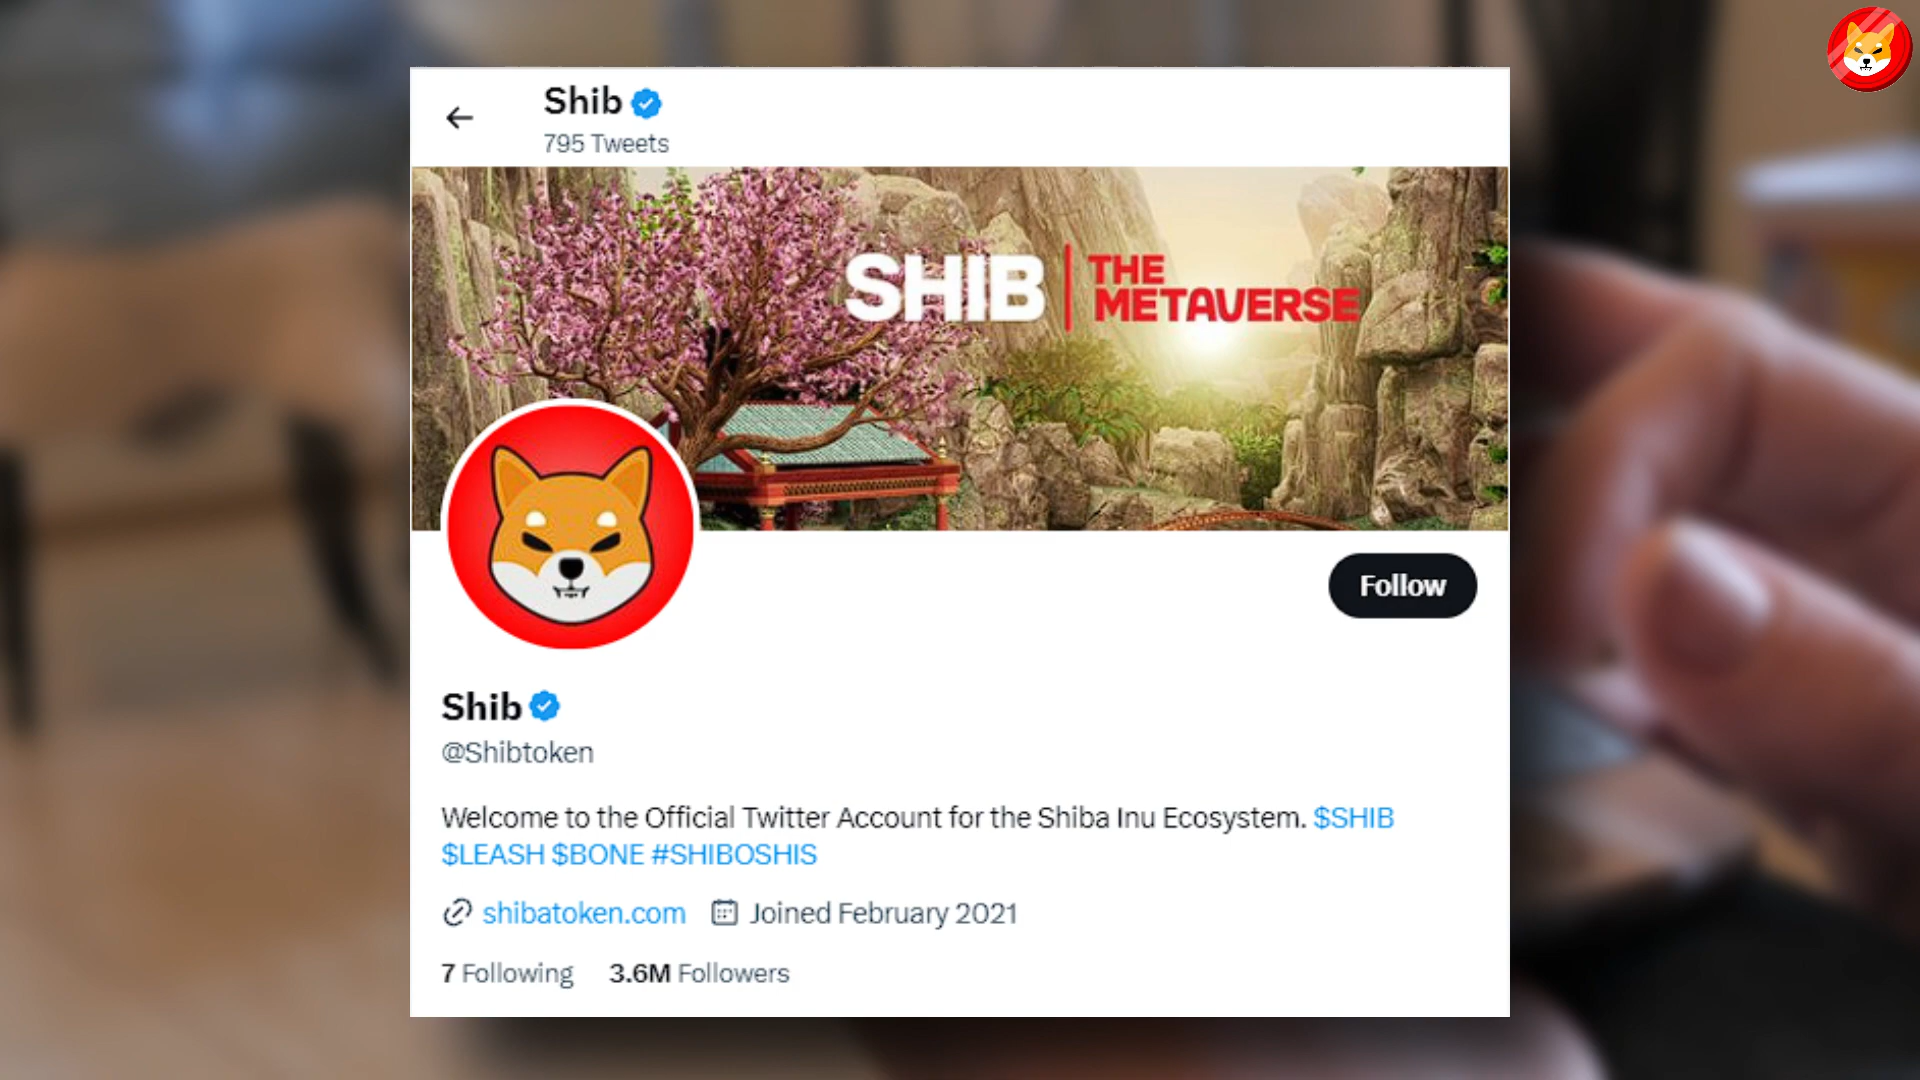 Shib
795 Tweets
SHIB
THE
METAVERSE
Follow
Shib
@Shibtoken
Welcome to the Official Twitter Account for the Shiba Inu Ecosystem. $SHIB
$LEASH $BONE #SHIBOSHIS
shibatoken.com Joined February 2021
7 Following 3.6M Followers